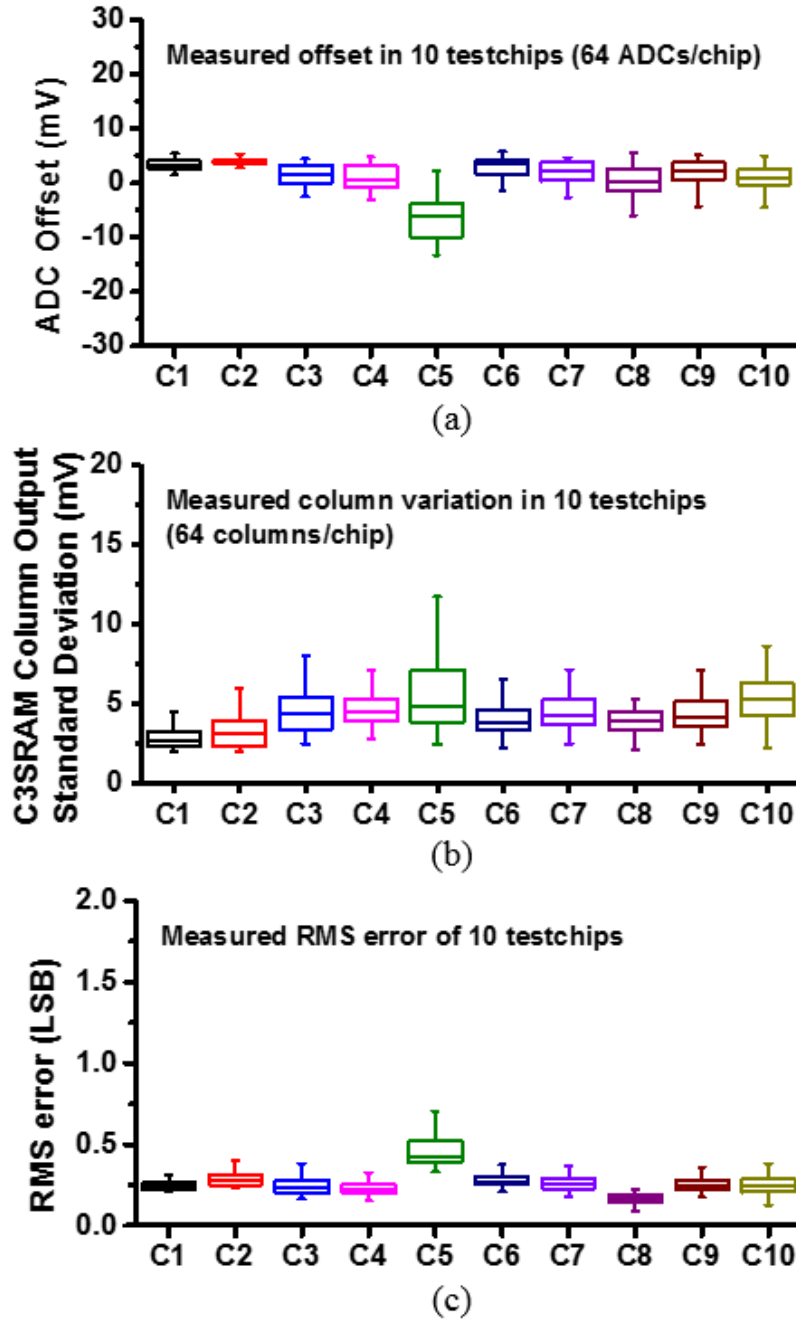 30
20
10
0
-10
-20
-30
ADC Offset (mV)
Measured offset in 10 testchips (64 ADCs/chip)
C1 C2 C3 C4 C5 C6 C7 C8 C9 C10
(a)
20
15
10
5
0
C3SRAM Column Output
Standard Deviation (mV)
Measured column variation in 10 testchips
(64 columns/chip)
C1 C2 C3 C4 C5 C6 C7 C8 C9 C10
(b)
2.0
1.5
1.0
0.5
0.0
RMS error (LSB)
Measured RMS error of 10 testchips
C1 C2 C3 C4 C5 C6 C7 C8 C9 C10
(c)